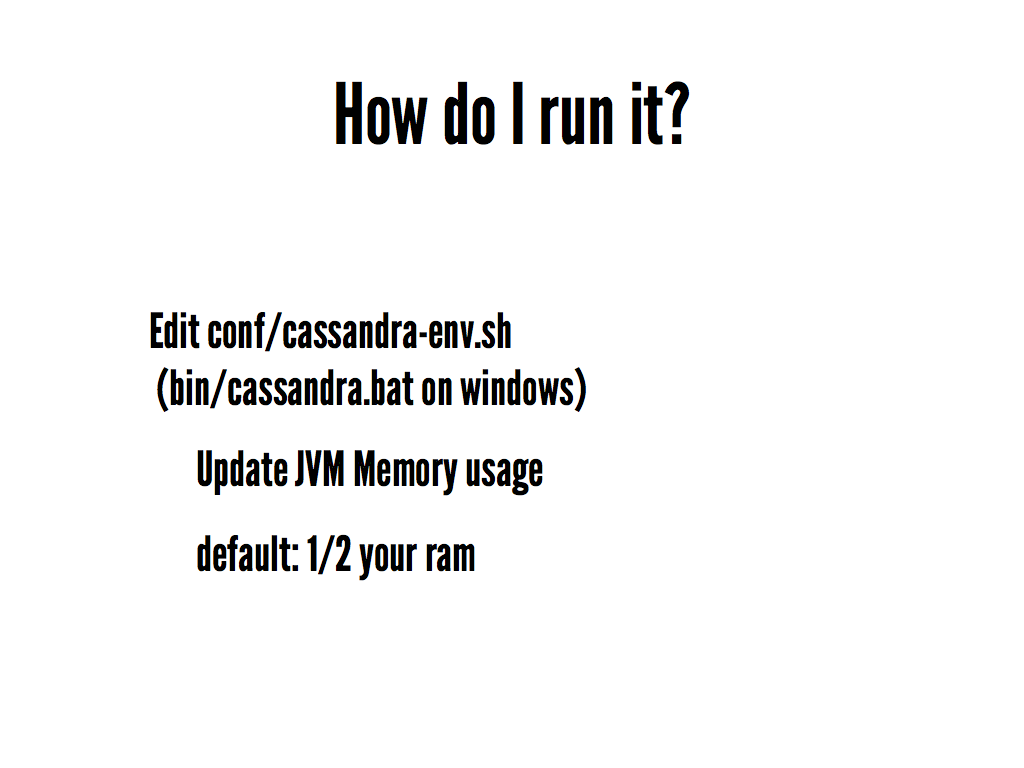 How do I run it?
Edit conf/cassandra-env.sh
(bin/cassandra.bat on windows)
Update JVM Memory usage
default: 1/2 your ram